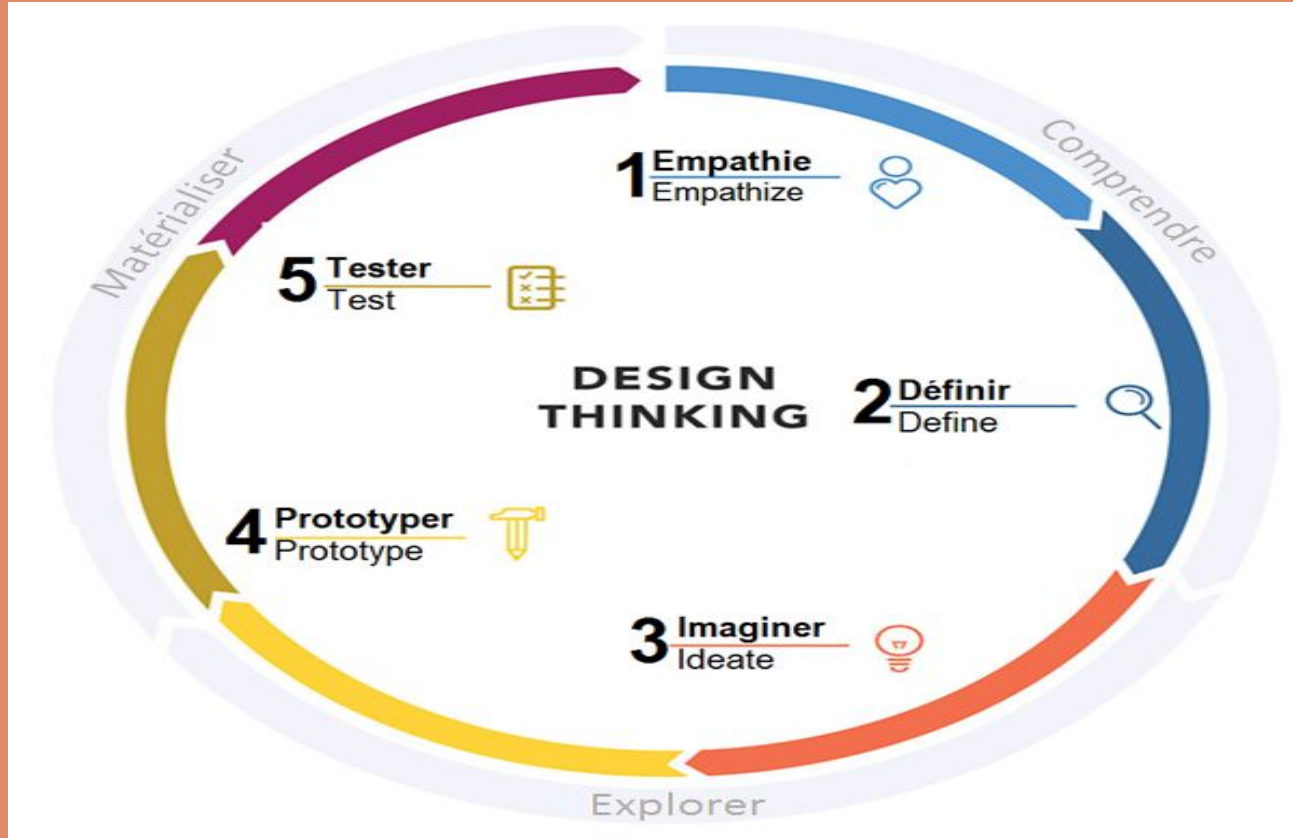 DESIGN
THINKING
1 Empathie
Empathize
2 Définir
Define
3 Imaginer
Ideate
4 Prototyper
Prototype
5 Tester
Test
Comprendre
Explorer
Matérialiser